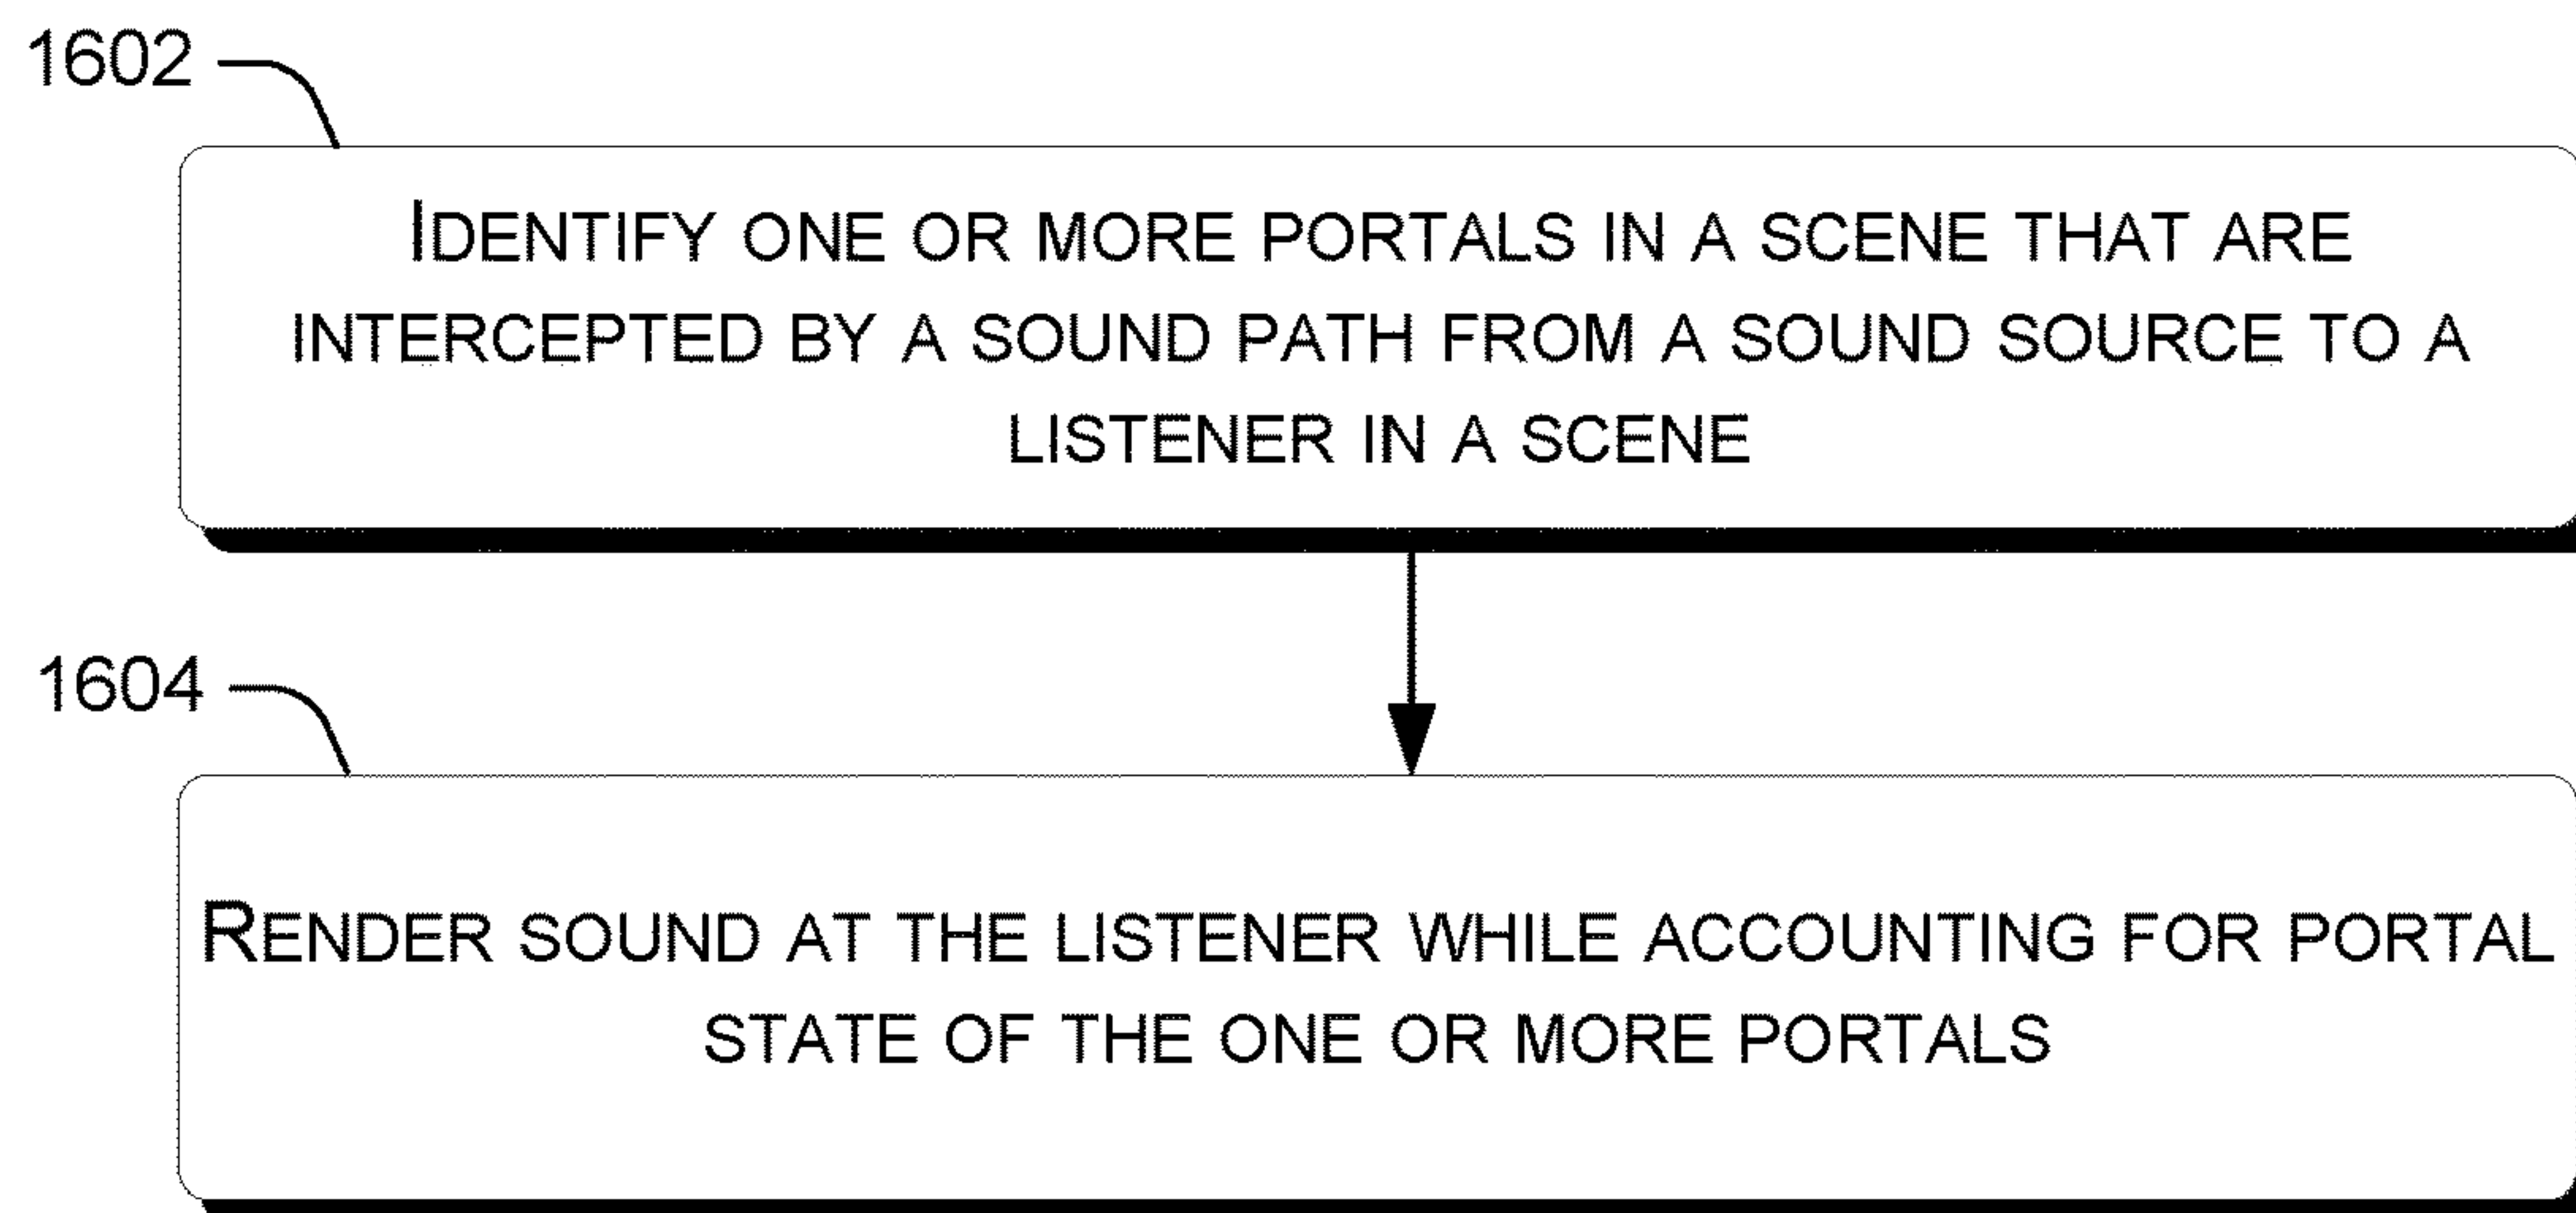 1602
IDENTIFY ONE OR MORE PORTALS IN A SCENE THAT ARE
INTERCEPTED BY A SOUND PATH FROM A SOUND SOURCE TO A
LISTENER IN A SCENE
1604
RENDER SOUND AT THE LISTENER WHILE ACCOUNTING FOR PORTAL
STATE OF THE ONE OR MORE PORTALS